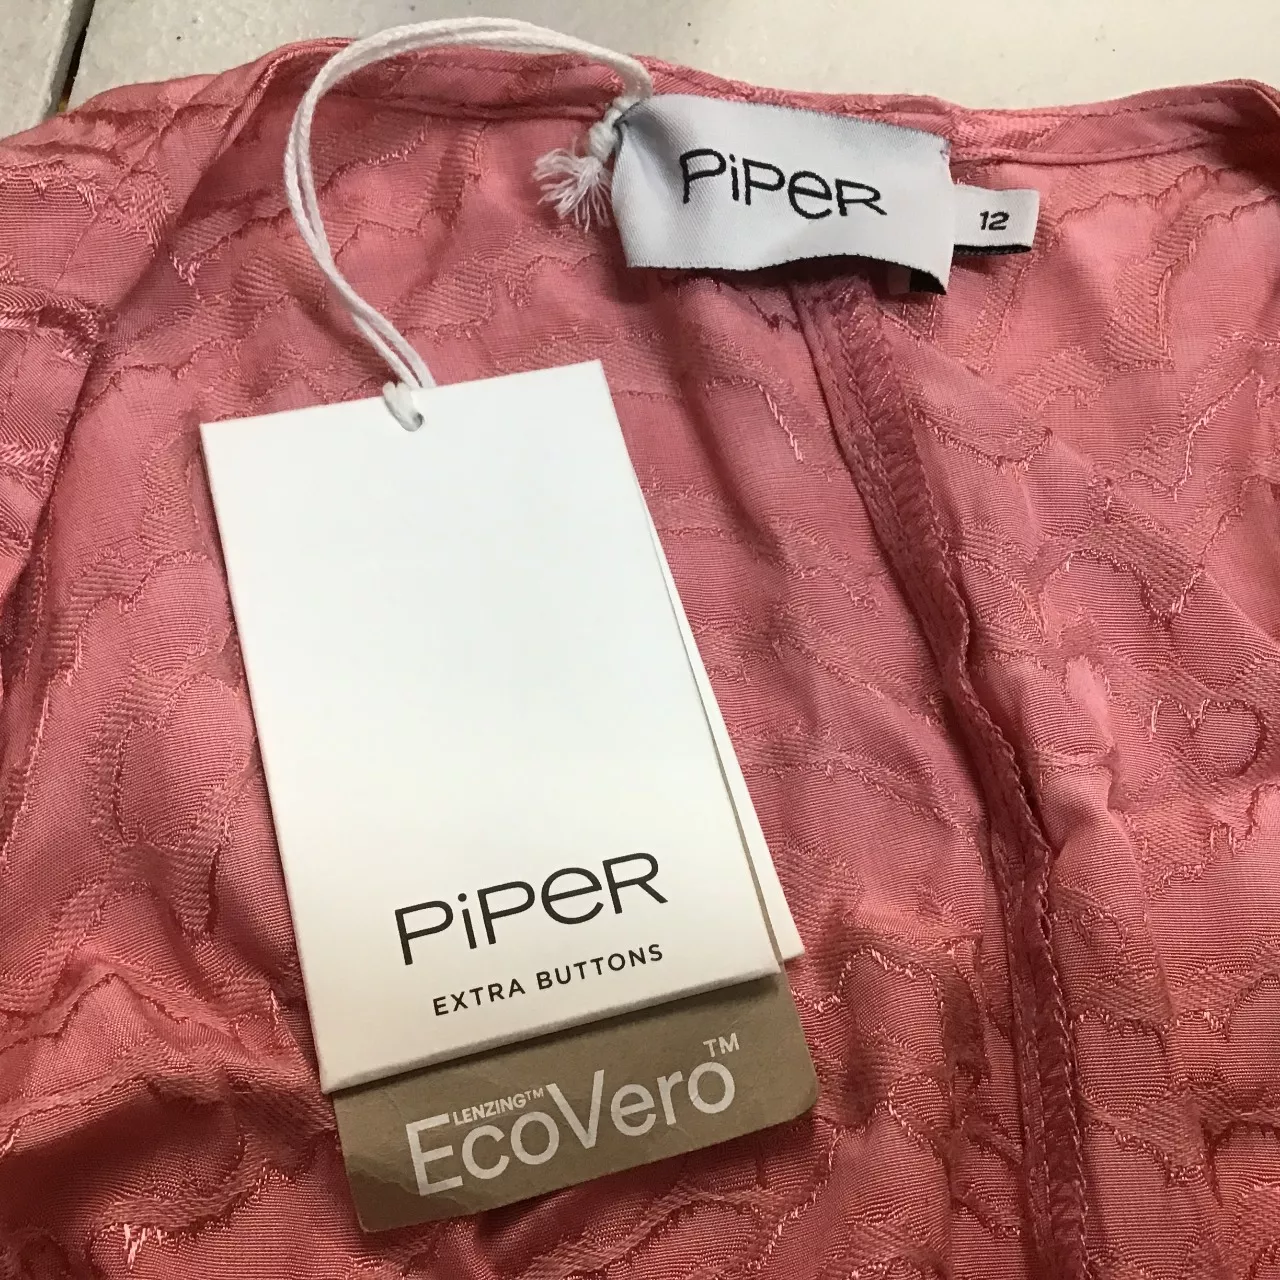 PiPeR
12
PiPeR
EXTRA BUTTONS
LENZING™
EcoVero™